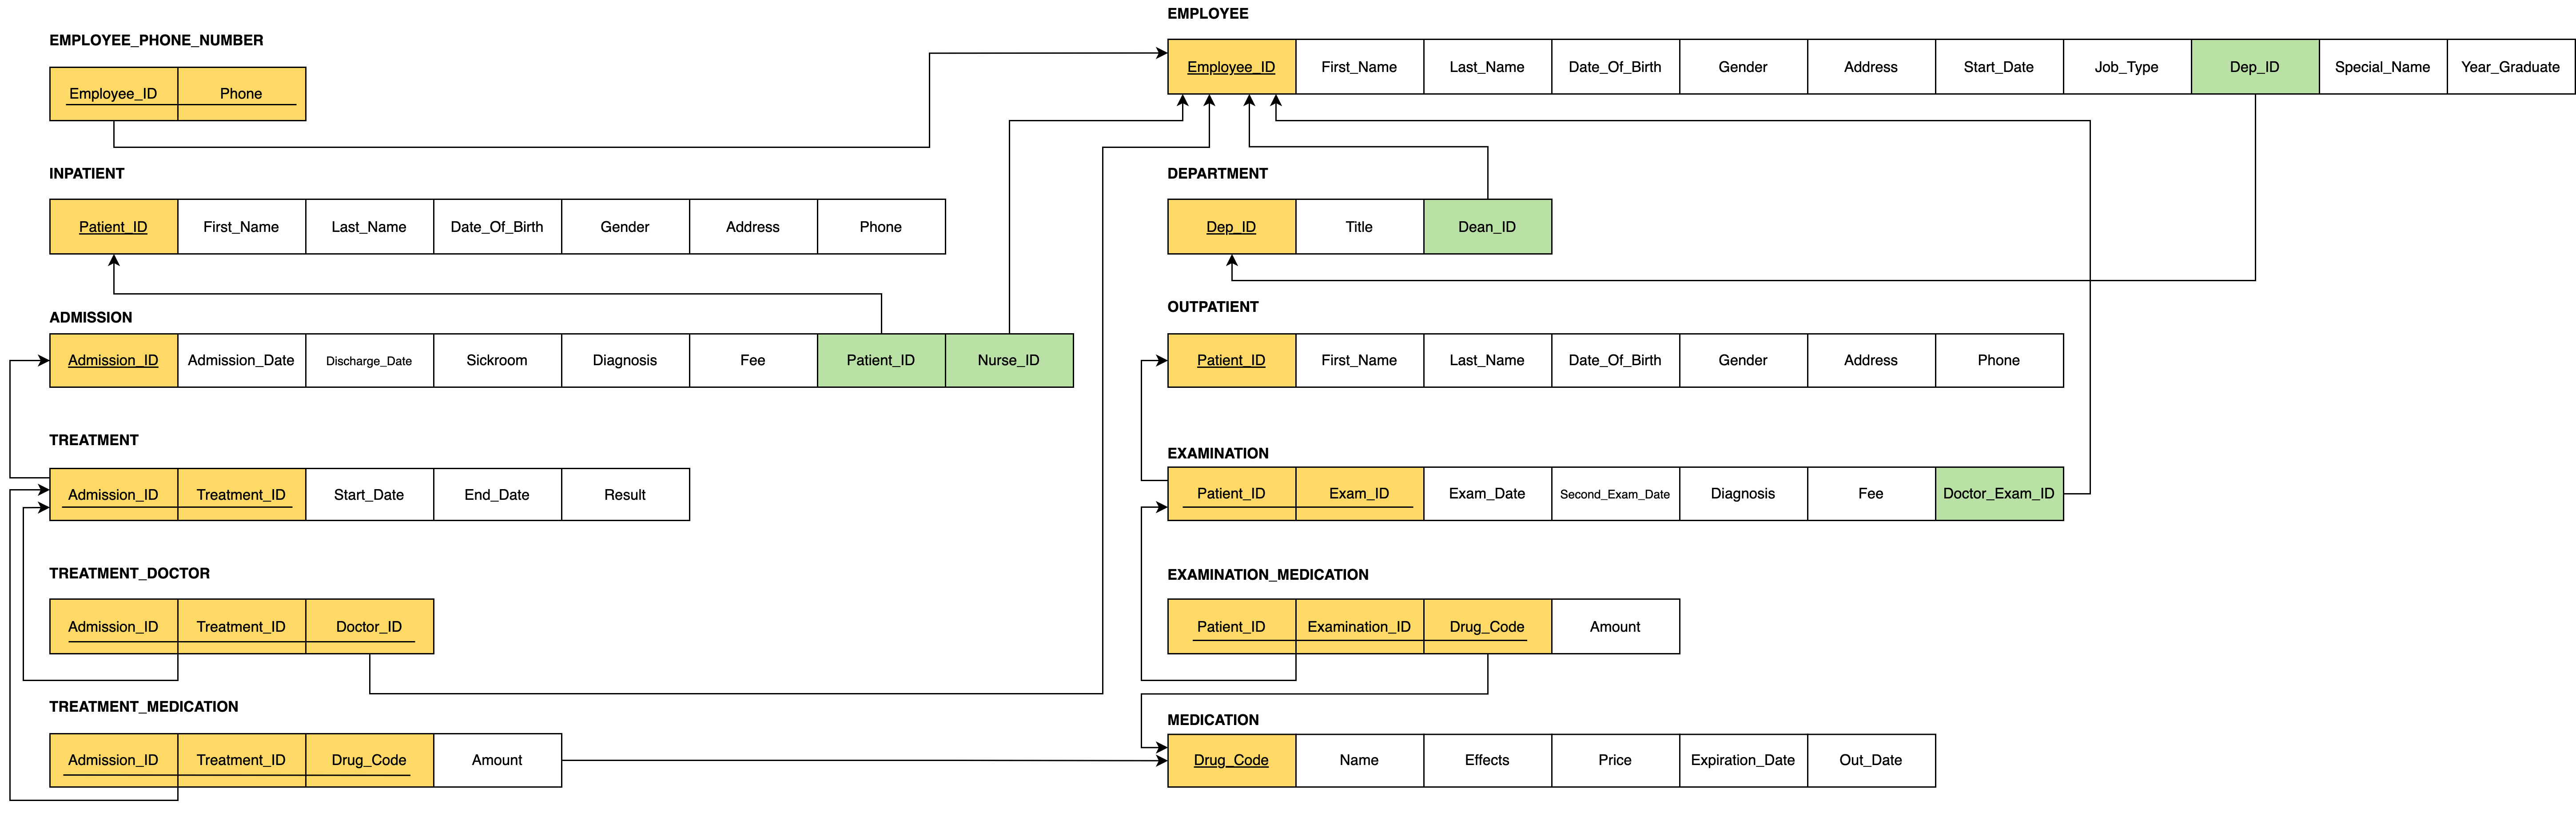 EMPLOYEE
EMPLOYEE_PHONE_NUMBER
Employee_ID Phone
Employee_ID First_Name Last_Name Date_Of_Birth Gender Address Start_Date Job_Type Dep_ID Special_Name Year_Graduate
INPATIENT
Patient_ID First_Name Last_Name Date_Of_Birth Gender Address Phone
DEPARTMENT
Dep_ID Title Dean_ID
ADMISSION
Admission_ID Admission_Date Discharge_Date Sickroom Diagnosis Fee Patient_ID Nurse_ID
OUTPATIENT
Patient_ID First_Name Last_Name Date_Of_Birth Gender Address Phone
TREATMENT
Admission_ID Treatment_ID Start_Date End_Date Result
EXAMINATION
Patient_ID Exam_ID Exam_Date Second_Exam_Date Diagnosis Fee Doctor_Exam_ID
TREATMENT_DOCTOR
Admission_ID Treatment_ID Doctor_ID
EXAMINATION_MEDICATION
Patient_ID Examination_ID Drug_Code Amount
TREATMENT_MEDICATION
Admission_ID Treatment_ID Drug_Code Amount
MEDICATION
Drug_Code Name Effects Price Expiration_Date Out_Date